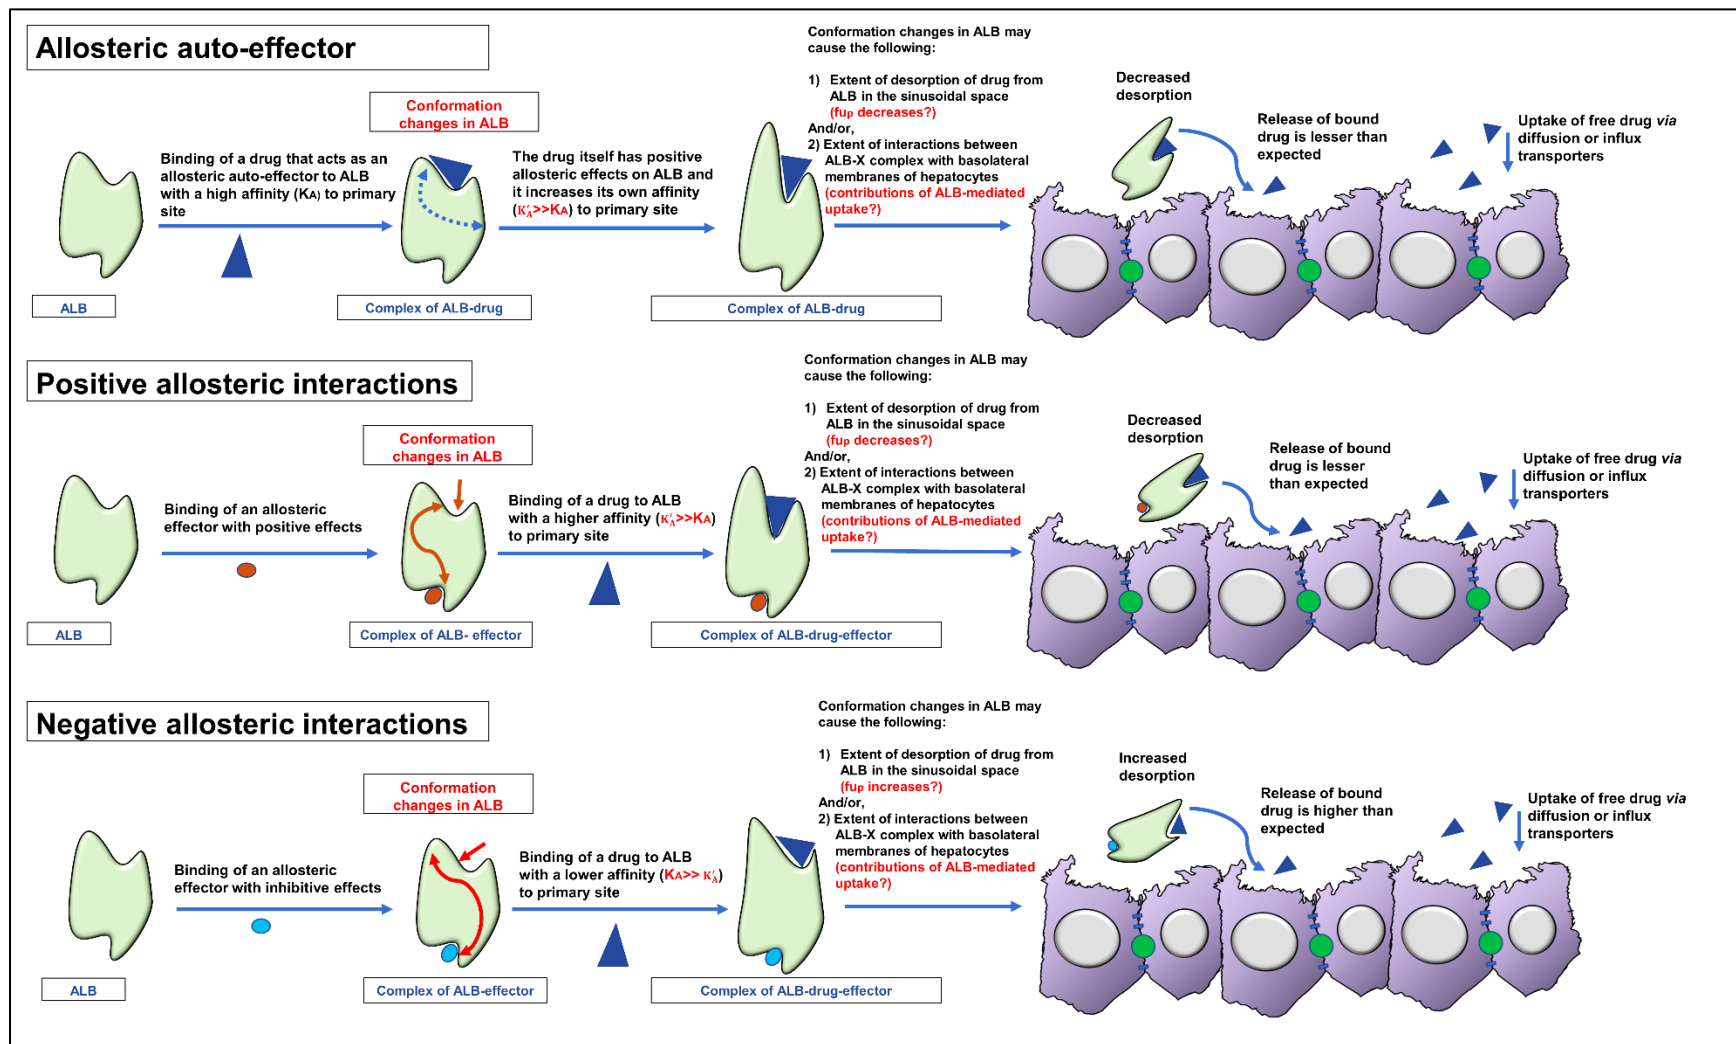 Allosteric auto-effector
Conformation
changes in ALB
Binding of a drug that acts as an
allosteric auto-effector to ALB
with a high affinity (KA) to primary
site
The drug itself has positive
allosteric effects on ALB and
it increases its own affinity
(K'A>>KA) to primary site
Conformation changes in ALB may
cause the following:
1) Extent of desorption of drug from
ALB in the sinusoidal space
(fup decreases?)
And/or,
2) Extent of interactions between
ALB-X complex with basolateral
membranes of hepatocytes
(contributions of ALB-mediated
uptake?)
Decreased
desorption
Release of bound
drug is lesser than
expected
Uptake of free drug via
diffusion or influx
transporters
ALB
Complex of ALB-drug
Complex of ALB-drug
Positive allosteric interactions
Conformation
changes in ALB
Binding of an allosteric
effector with positive effects
Binding of a drug to ALB
with a higher affinity (K'A>>KA)
to primary site
Conformation changes in ALB may
cause the following:
1) Extent of desorption of drug from
ALB in the sinusoidal space
(fup decreases?)
And/or,
2) Extent of interactions between
ALB-X complex with basolateral
membranes of hepatocytes
(contributions of ALB-mediated
uptake?)
Decreased
desorption
Release of bound
drug is lesser
than expected
Uptake of free drug via
diffusion or influx
transporters
ALB
Complex of ALB- effector
Complex of ALB-drug-effector
Negative allosteric interactions
Conformation
changes in ALB
Binding of an allosteric
effector with inhibitive effects
Binding of a drug to ALB
with a lower affinity (KA>> K'A)
to primary site
Conformation changes in ALB may
cause the following:
1) Extent of desorption of drug from
ALB in the sinusoidal space
(fup increases?)
And/or,
2) Extent of interactions between
ALB-X complex with basolateral
membranes of hepatocytes
(contributions of ALB-mediated
uptake?)
Increased
desorption
Release of bound
drug is higher than
expected
Uptake of free drug via
diffusion or influx
transporters
ALB
Complex of ALB-effector
Complex of ALB-drug-effector